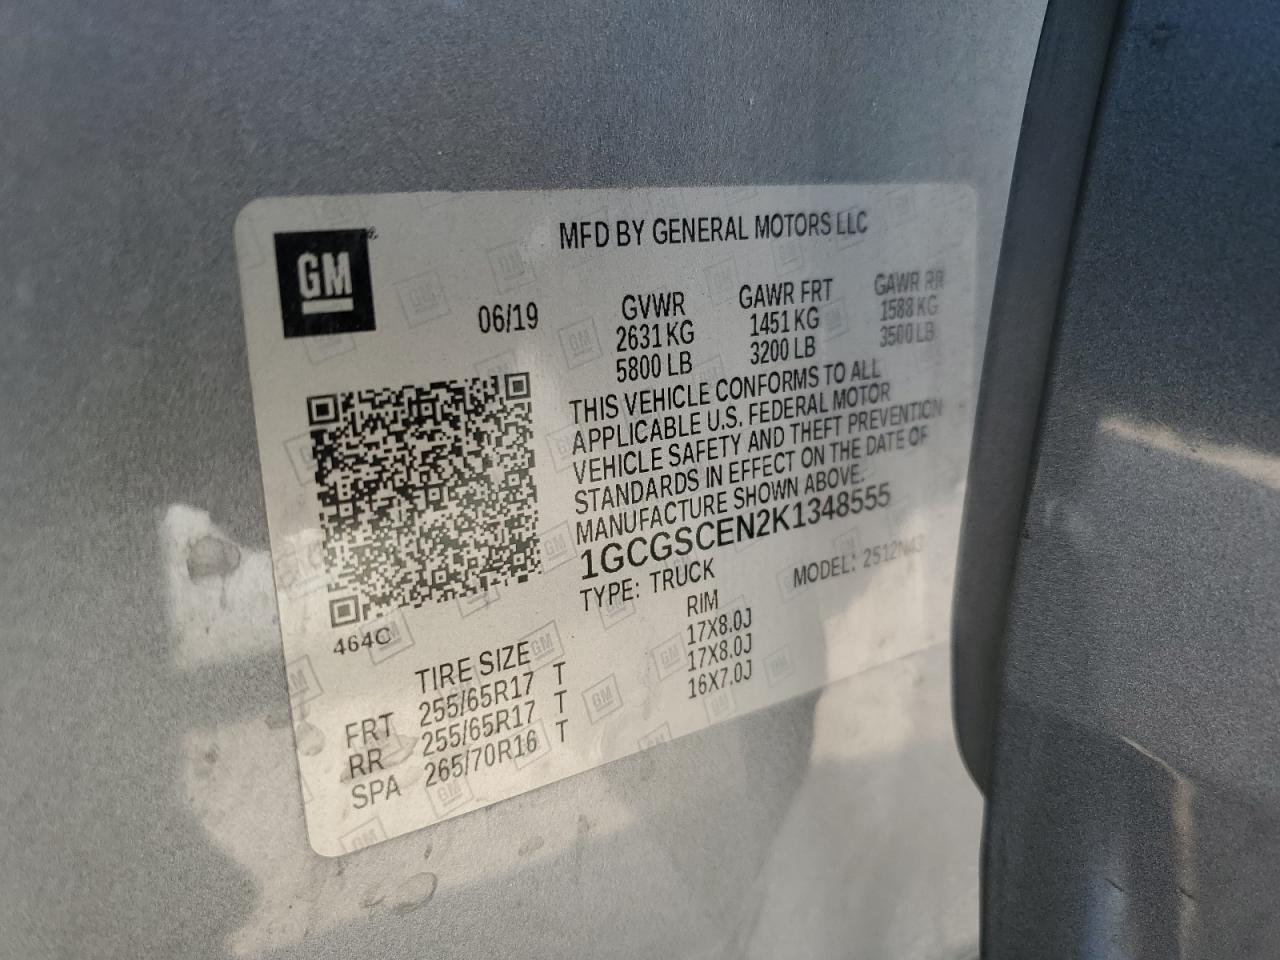 GM
MFD BY GENERAL MOTORS LLC
06/19
GVWR GAWR FRT GAWR RR
2631 KG 1451 KG 1588 KG
5800 LB 3200 LB 3500 LB
THIS VEHICLE CONFORMS TO ALL
APPLICABLE U.S. FEDERAL MOTOR
VEHICLE SAFETY AND THEFT PREVENTION
STANDARDS IN EFFECT ON THE DATE OF
MANUFACTURE SHOWN ABOVE.
1GCGSCEN2K1348555
TYPE: TRUCK MODEL: 2512N43
464C
TIRE SIZE RIM
FRT 255/65R17 T 17X8.0J
RR 255/65R17 T 17X8.0J
SPA 265/70R16 T 16X7.0J